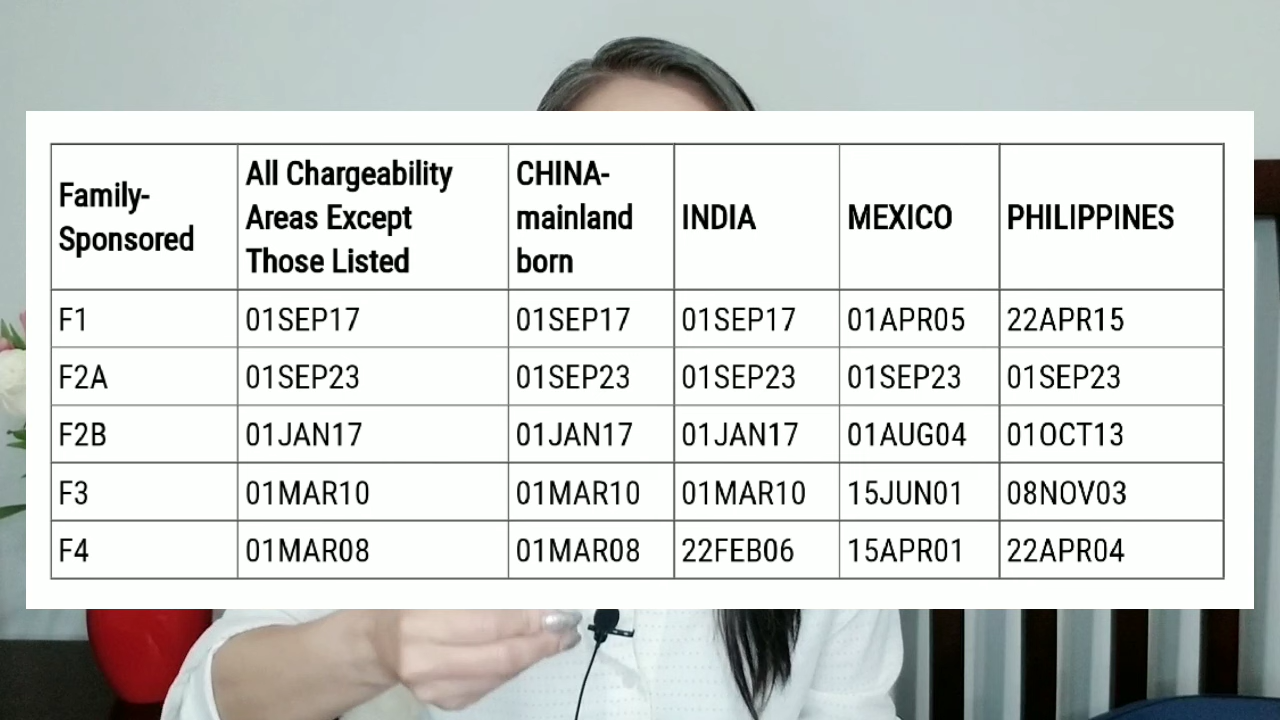 Family-
Sponsored
All Chargeability
Areas Except
Those Listed
CHINA-
mainland
born
INDIA
MEXICO
PHILIPPINES
F1 01SEP17 01SEP17 01SEP17 01APR05 22APR15
F2A 01SEP23 01SEP23 01SEP23 01SEP23 01SEP23
F2B 01JAN17 01JAN17 01JAN17 01AUG04 01OCT13
F3 01MAR10 01MAR10 01MAR10 15JUN01 08NOV03
F4 01MAR08 01MAR08 22FEB06 15APR01 22APR04